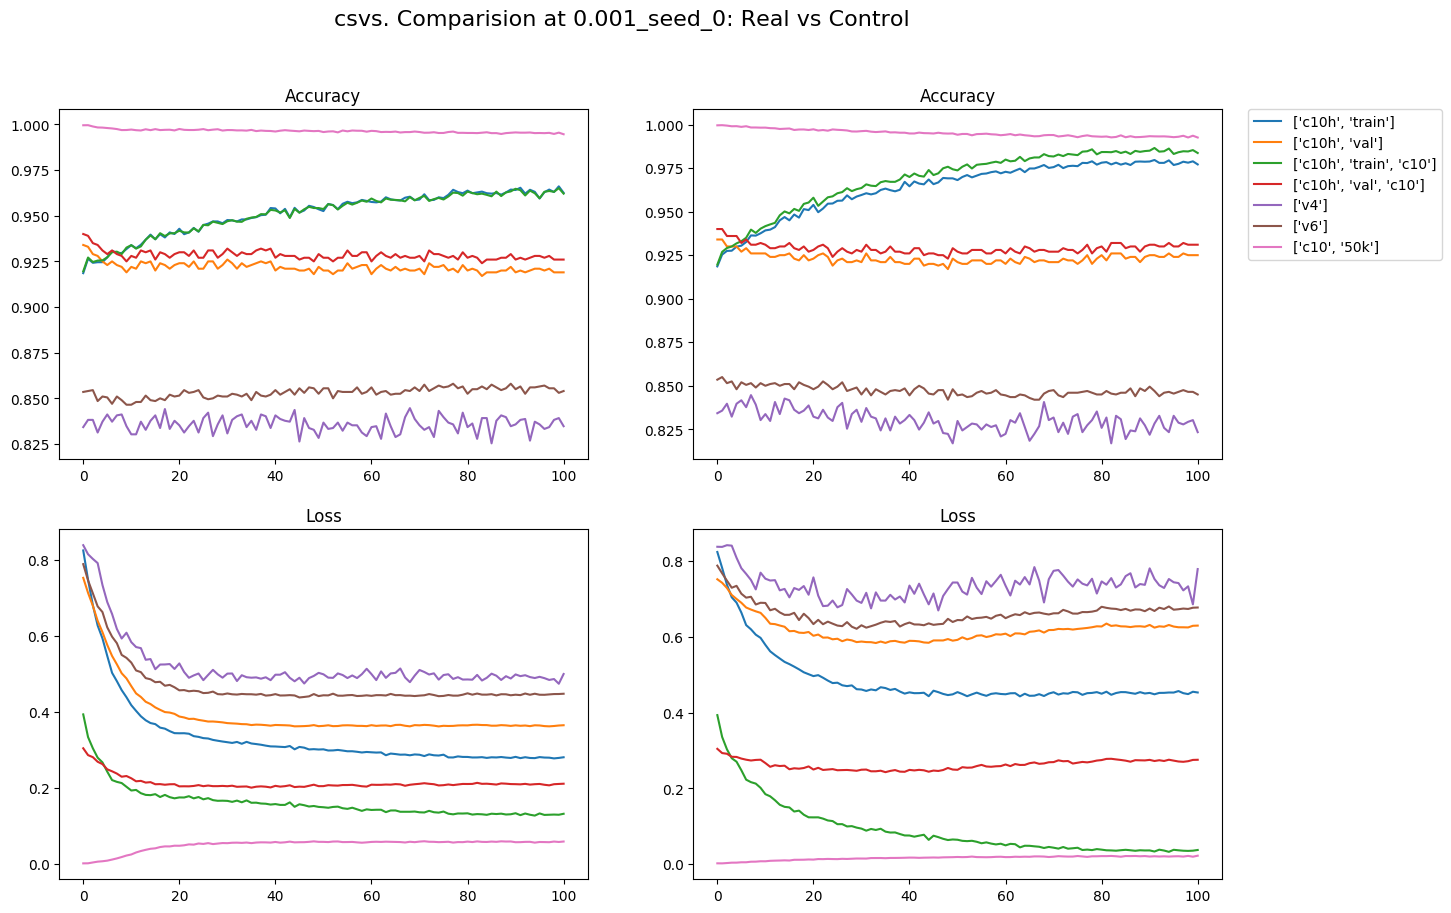 csvs. Comparision at 0.001_seed_0: Real vs Control
Accuracy
1.000
0.975
0.950
0.925
0.900
0.875
0.850
0.825
0 20 40 60 80 100
Accuracy
1.000
0.975
0.950
0.925
0.900
0.875
0.850
0.825
0 20 40 60 80 100
['c10h', 'train']
['c10h', 'val']
['c10h', 'train', 'c10']
['c10h', 'val', 'c10']
['v4']
['v6']
['c10', '50k']
Loss
0.8
0.6
0.4
0.2
0.0
0 20 40 60 80 100
Loss
0.8
0.6
0.4
0.2
0.0
0 20 40 60 80 100